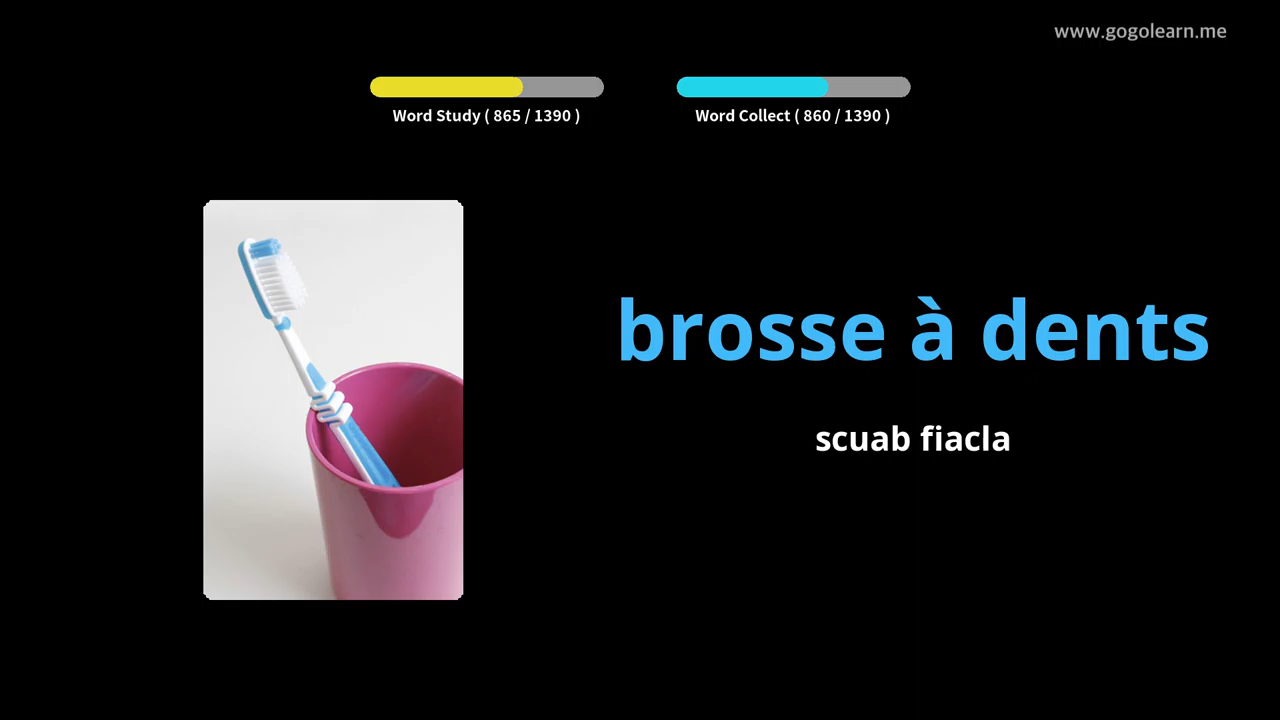 www.gogolearn.me
Word Study ( 865 / 1390 )
Word Collect ( 860 / 1390 )
brosse à dents
scuab fiacla